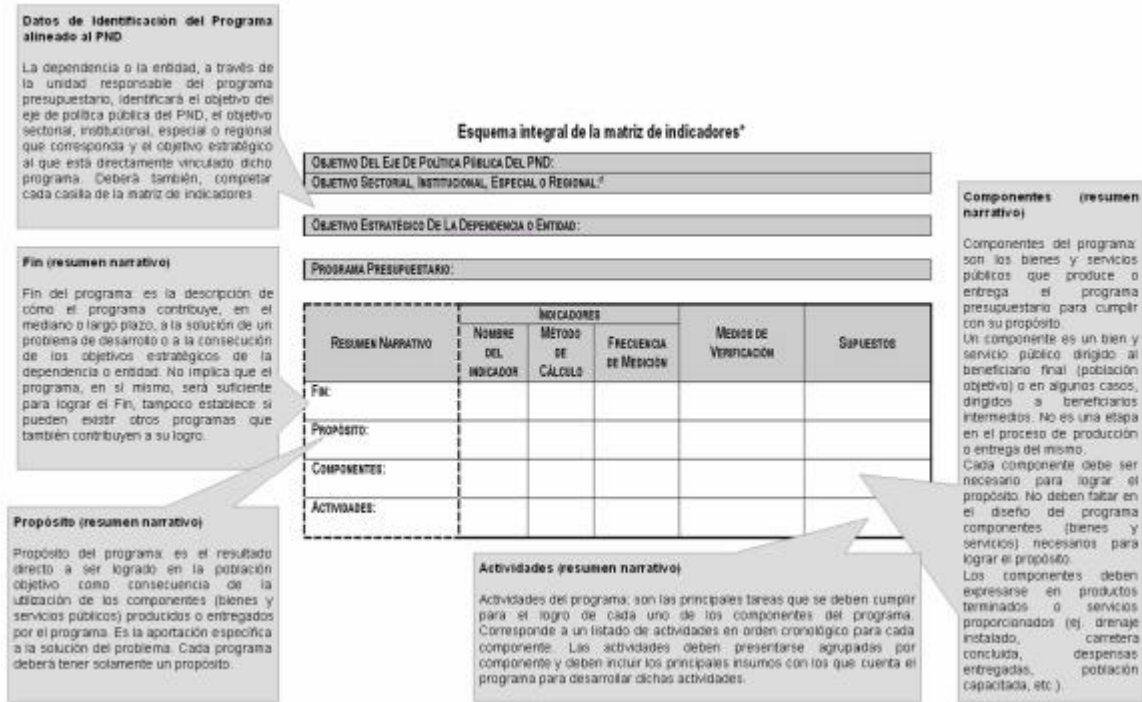 Datos de Identificación del Programa
alineado al PND
La dependencia o la entidad, a través de
la unidad responsable del programa
presupuestario, identificará el objetivo del
eje de política pública del PND, el objetivo
sectorial, institucional, especial o regional
que corresponda y el objetivo estratégico
al que está directamente vinculado dicho
programa. Deberá también, completar
cada casilla de la matriz de indicadores
Fin (resumen narrativo)
Fin del programa: es la descripción de
cómo el programa contribuye, en el
mediano o largo plazo, a la solución de un
problema de desarrollo o a la consecución
de los objetivos estratégicos de la
dependencia o entidad. No implica que el
programa, en sí mismo, será suficiente
para lograr el Fin, tampoco establece si
pueden existir otros programas que
también contribuyen a su logro.
Propósito (resumen narrativo)
Propósito del programa: es el resultado
directo a ser logrado en la población
objetivo como consecuencia de la
utilización de los componentes (bienes y
servicios públicos) producidos o entregados
por el programa. Es la aportación específica
a la solución del problema. Cada programa
deberá tener solamente un propósito.
Esquema integral de la matriz de indicadores*
OBJETIVO DEL EJE DE POLÍTICA PÚBLICA DEL PND:
OBJETIVO SECTORIAL, INSTITUCIONAL, ESPECIAL O REGIONAL:
OBJETIVO ESTRATÉGICO DE LA DEPENDENCIA O ENTIDAD:
PROGRAMA PRESUPUESTARIO:
RESUMEN NARRATIVO
INDICADORES
NOMBRE
DEL
INDICADOR
MÉTODO
DE
CÁLCULO
FRECUENCIA
DE MEDICIÓN
MEDIOS DE
VERIFICACIÓN
SUPUESTOS
FIN:
PROPÓSITO:
COMPONENTES:
ACTIVIDADES:
Actividades (resumen narrativo)
Actividades del programa: son las principales tareas que se deben cumplir
para el logro de cada uno de los componentes del programa.
Corresponde a un listado de actividades en orden cronológico para cada
componente. Las actividades deben presentarse agrupadas por
componente y deben incluir los principales insumos con los que cuenta el
programa para desarrollar dichas actividades.
Componentes (resumen
narrativo)
Componentes del programa:
son los bienes y servicios
públicos que produce o
entrega el programa
presupuestario para cumplir
con su propósito.
Un componente es un bien y
servicio público dirigido al
beneficiario final (población
objetivo) o en algunos casos,
dirigidos a beneficiarios
intermedios. No es una etapa
en el proceso de producción
o entrega del mismo.
Cada componente debe ser
necesario para lograr el
propósito. No deben faltar en
el diseño del programa
componentes (bienes y
servicios) necesarios para
lograr el propósito.
Los componentes deben
expresarse en productos
terminados o servicios
proporcionados (ej. drenaje
instalado, carretera
concluida, despensas
entregadas, población
capacitada, etc.).